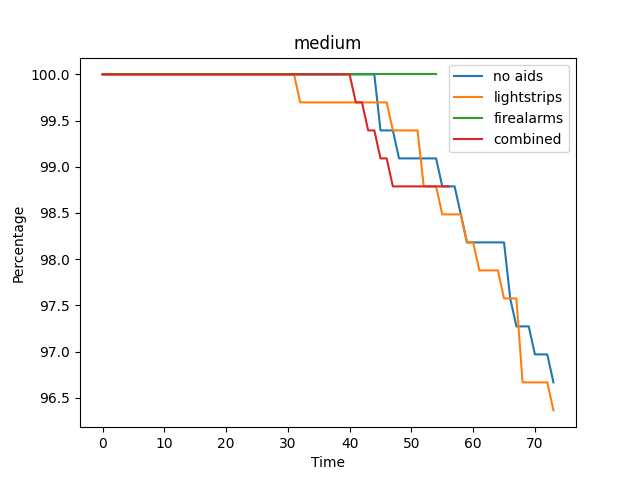 medium
100.0
99.5
99.0
98.5
98.0
97.5
97.0
96.5
Percentage
no aids
lightstrips
firealarms
combined
0 10 20 30 40 50 60 70
Time